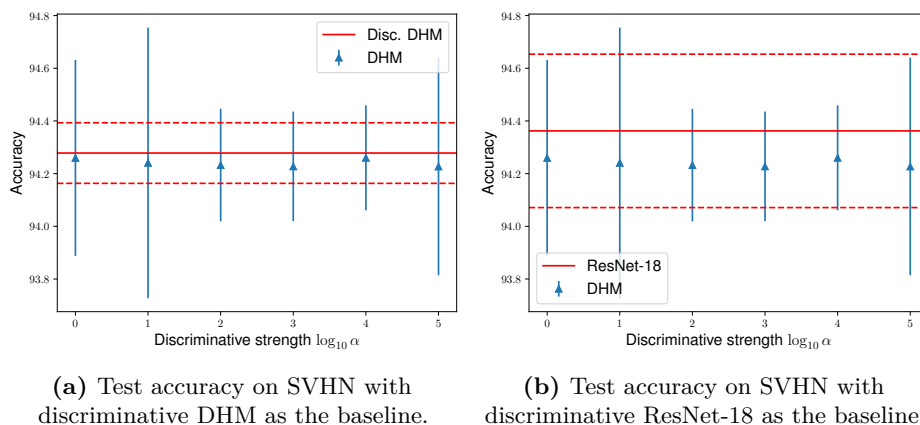 94.8
94.6
94.4
94.2
94.0
93.8
Accuracy
Disc. DHM
DHM
0 1 2 3 4 5
Discriminative strength log₁₀ α
(a) Test accuracy on SVHN with
discriminative DHM as the baseline.
94.8
94.6
94.4
94.2
94.0
93.8
Accuracy
ResNet-18
DHM
0 1 2 3 4 5
Discriminative strength log₁₀ α
(b) Test accuracy on SVHN with
discriminative ResNet-18 as the baseline